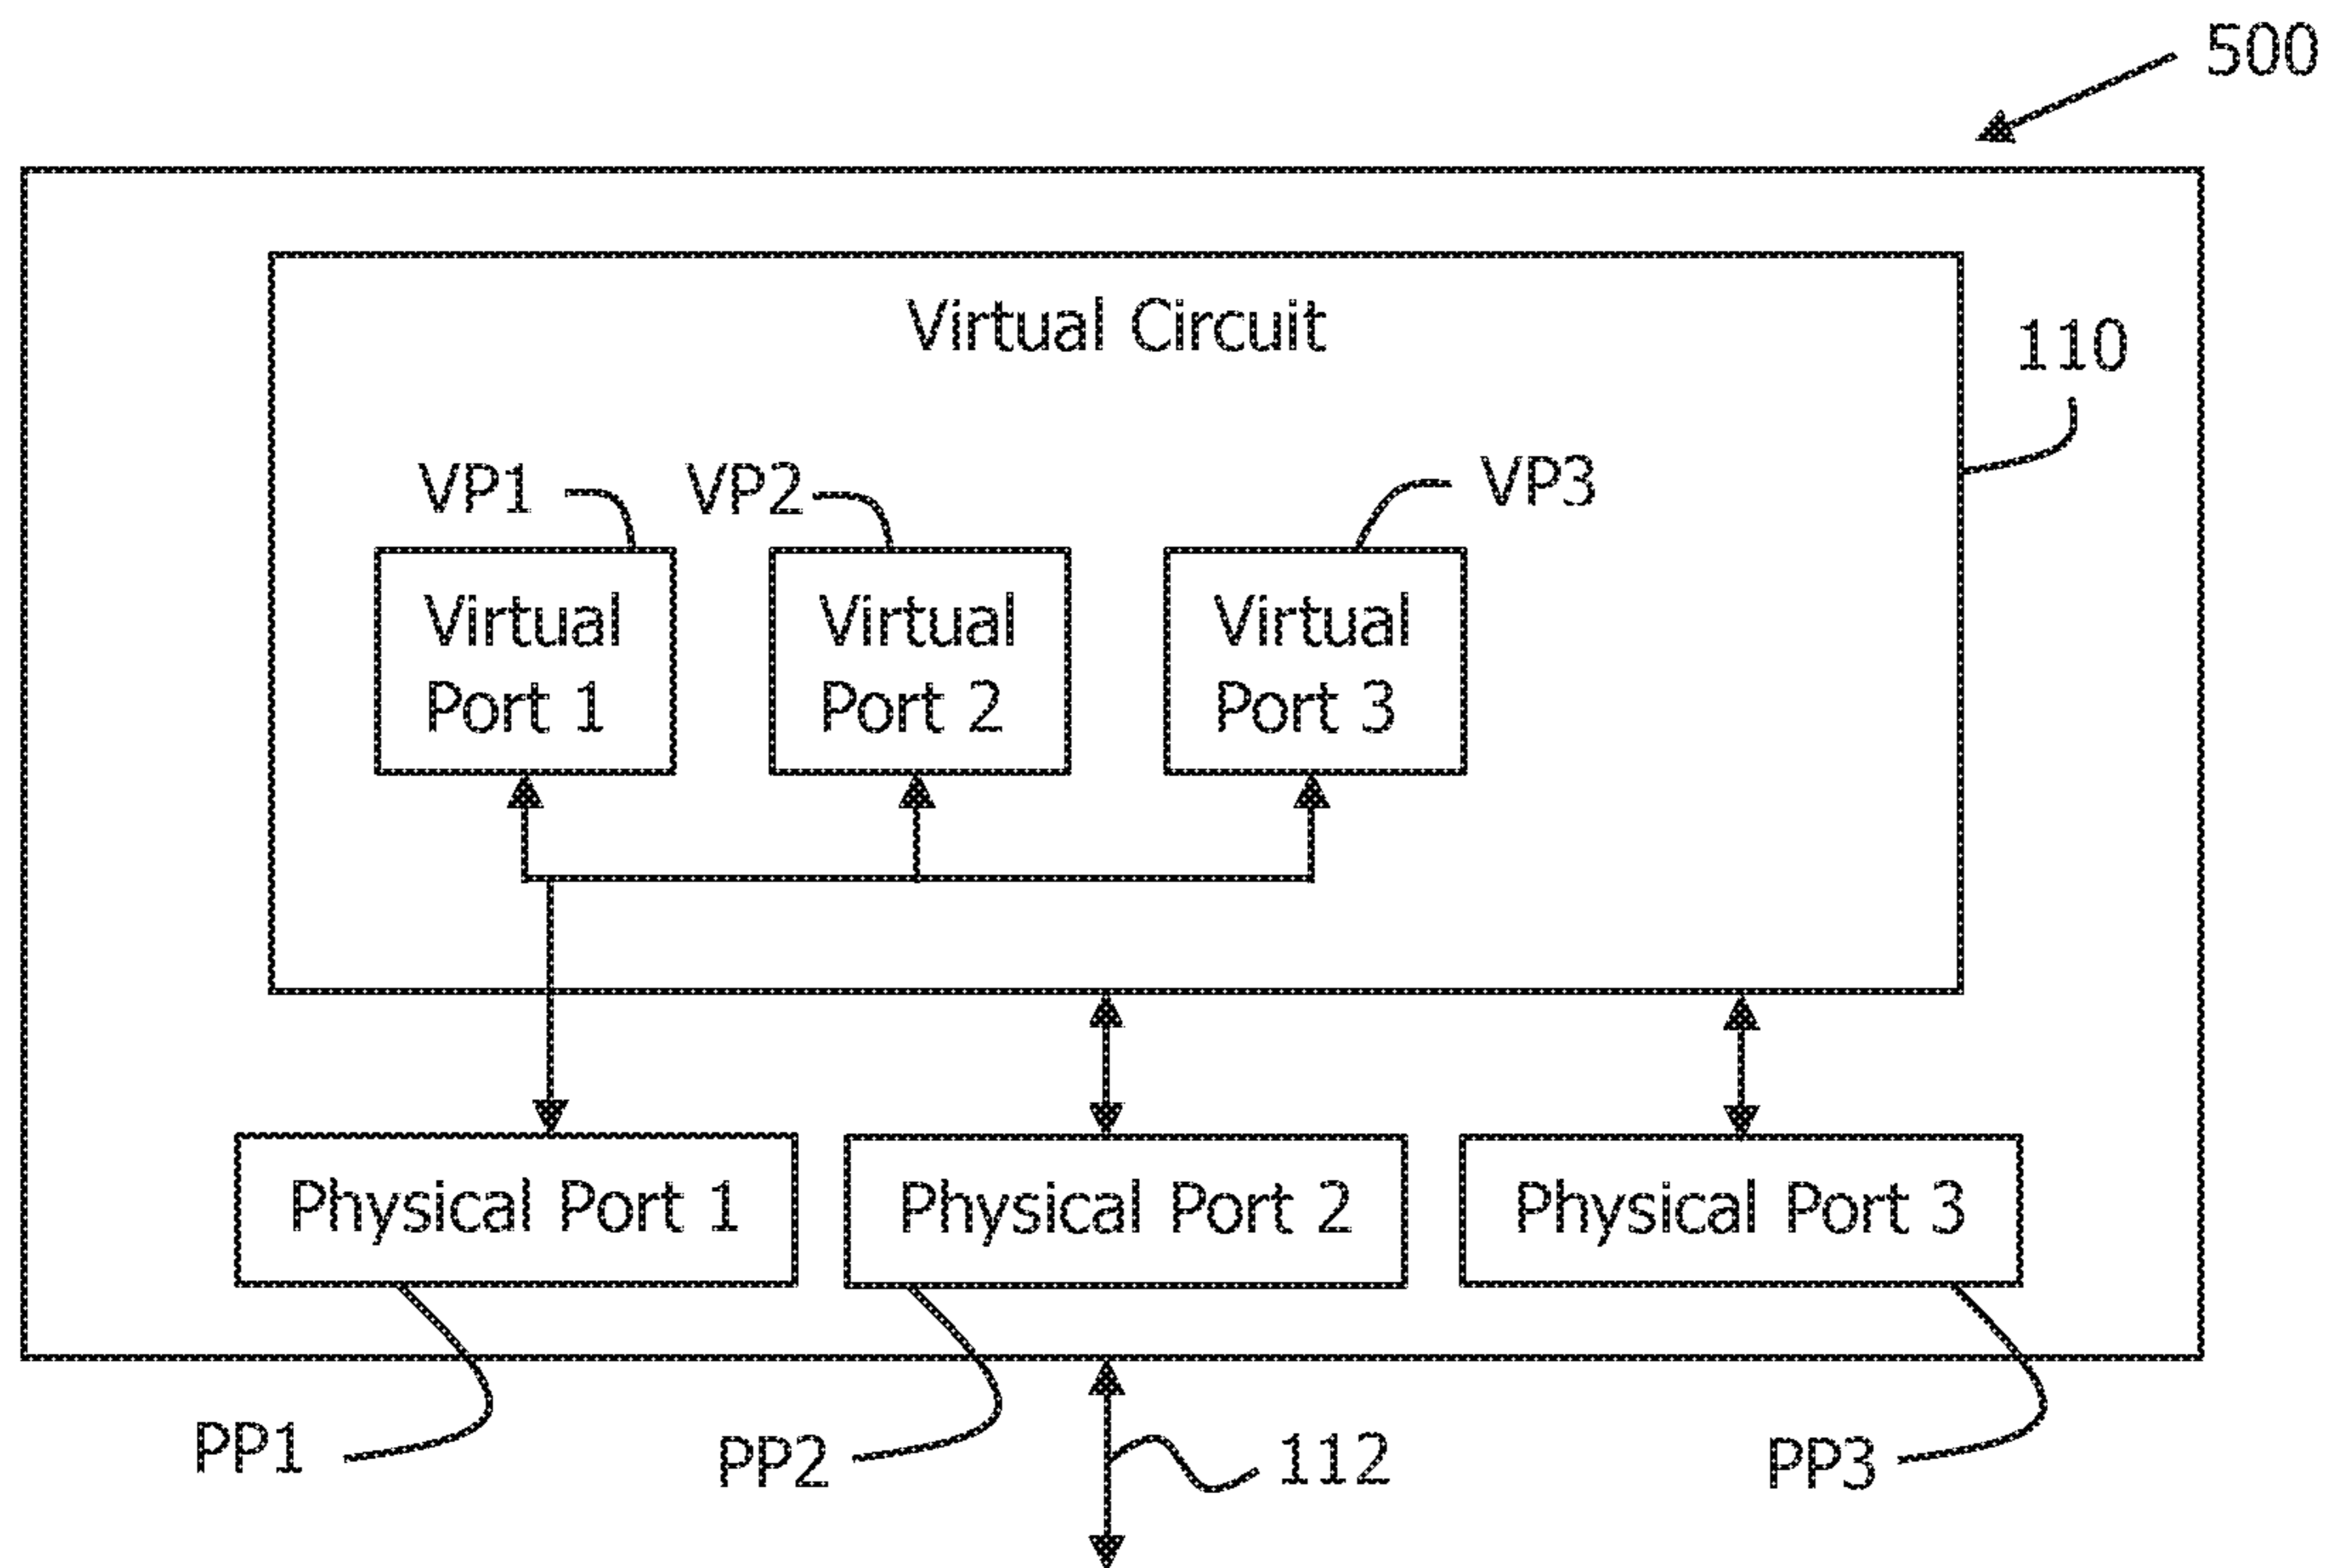 500
Virtual Circuit
110
VP1
VP2
VP3
Virtual
Port 1
Virtual
Port 2
Virtual
Port 3
Physical Port 1
Physical Port 2
Physical Port 3
PP1
PP2
112
PP3